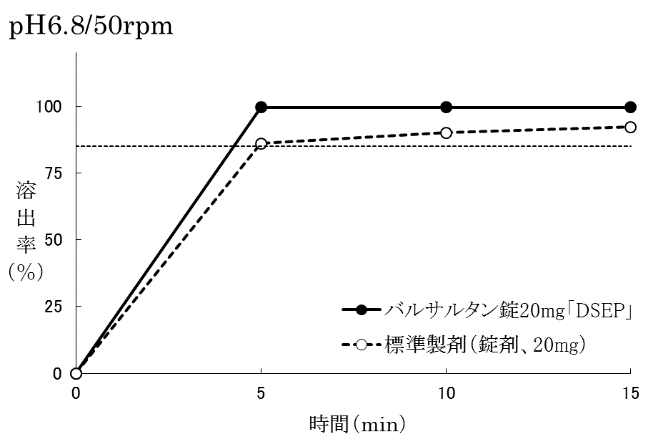 pH6.8/50rpm
100
75
50
25
0
溶出率(%)
0 5 10 15
時間(min)
バルサルタン錠20mg「DSEP」
標準製剤(錠剤、20mg)